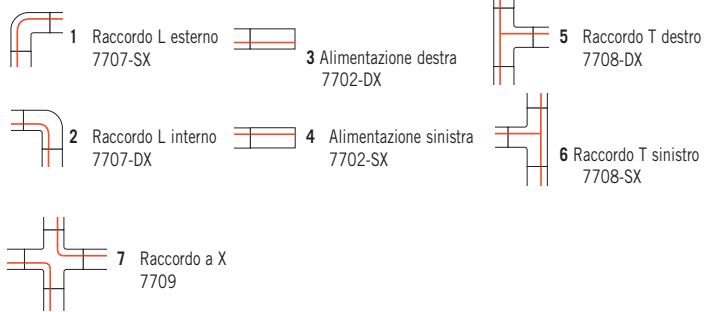 1 Raccordo L esterno
7707-SX
3 Alimentazione destra
7702-DX
5 Raccordo T destro
7708-DX
2 Raccordo L interno
7707-DX
4 Alimentazione sinistra
7702-SX
6 Raccordo T sinistro
7708-SX
7 Raccordo a X
7709